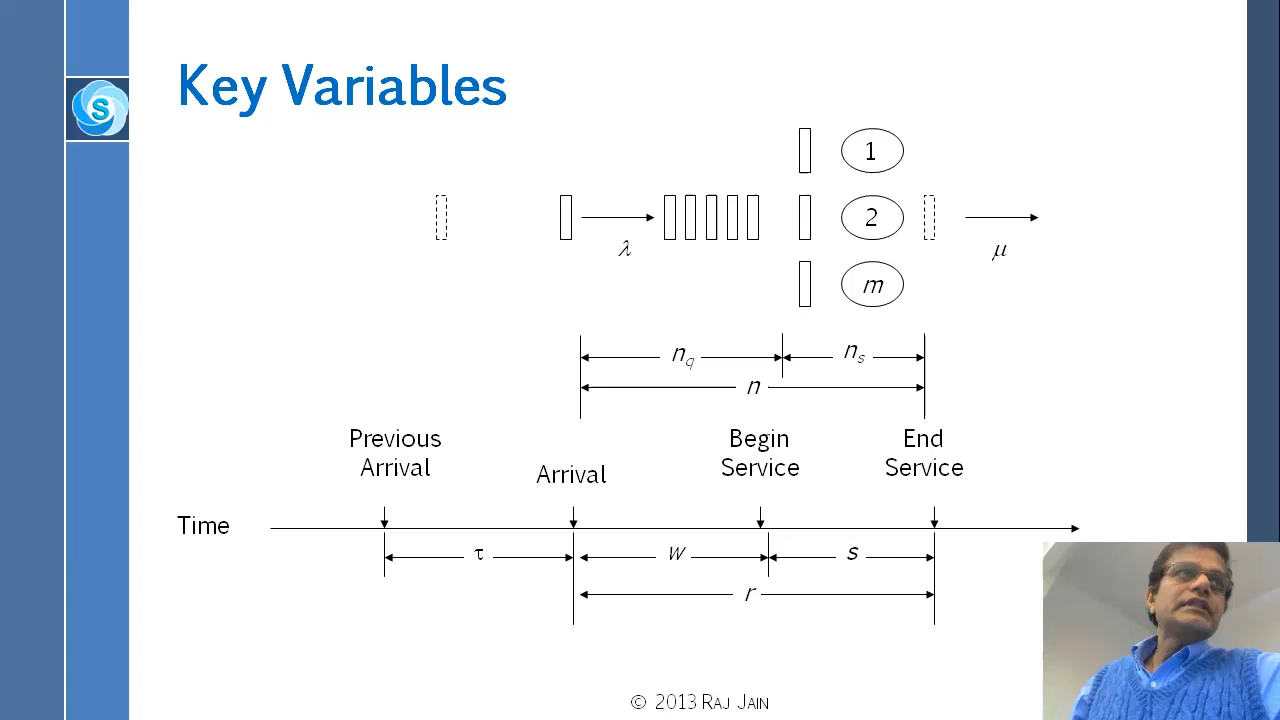 Key Variables
S
1
2
m
λ
μ
n_q
n_s
n
Previous
Arrival
Arrival
Begin
Service
End
Service
Time
τ
w
s
r
© 2013 RAJ JAIN